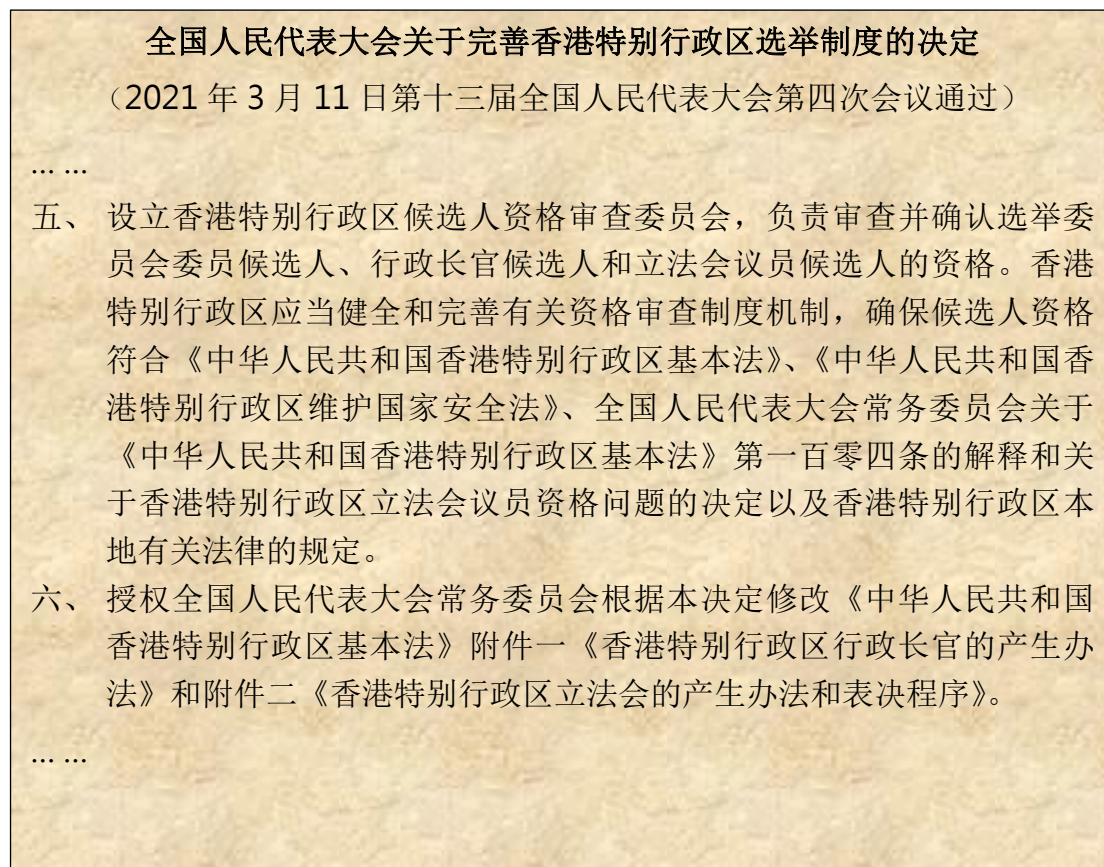 全国人民代表大会关于完善香港特别行政区选举制度的决定
（2021 年 3 月 11 日第十三届全国人民代表大会第四次会议通过）
... ...
五、 设立香港特别行政区候选人资格审查委员会，负责审查并确认选举委
员会委员候选人、行政长官候选人和立法会议员候选人的资格。香港
特别行政区应当健全和完善有关资格审查制度机制，确保候选人资格
符合《中华人民共和国香港特别行政区基本法》、《中华人民共和国香
港特别行政区维护国家安全法》、全国人民代表大会常务委员会关于
《中华人民共和国香港特别行政区基本法》第一百零四条的解释和关
于香港特别行政区立法会议员资格问题的决定以及香港特别行政区本
地有关法律的规定。
六、 授权全国人民代表大会常务委员会根据本决定修改《中华人民共和国
香港特别行政区基本法》附件一《香港特别行政区行政长官的产生办
法》和附件二《香港特别行政区立法会的产生办法和表决程序》。
... ...